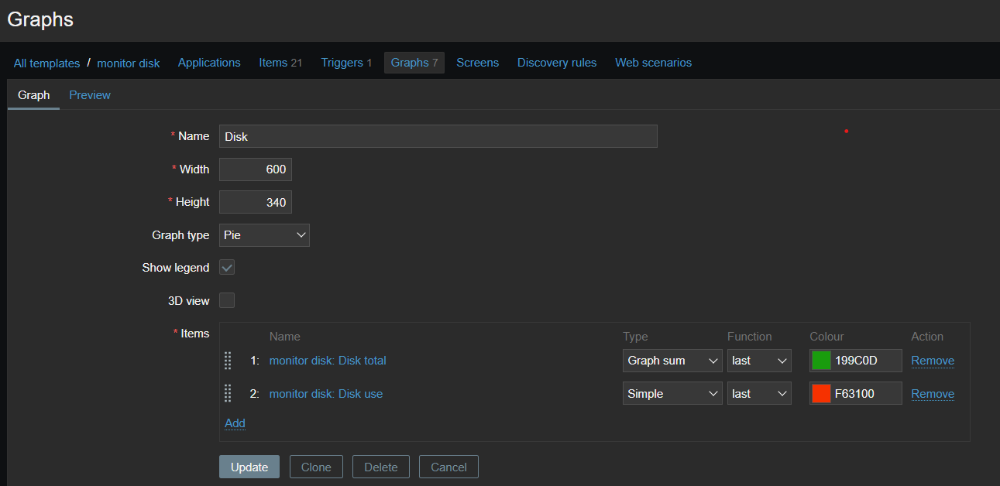 Graphs
All templates / monitor disk Applications Items 21 Triggers 1 Graphs 7 Screens Discovery rules Web scenarios
Graph Preview
* Name Disk
* Width 600
* Height 340
Graph type Pie
Show legend
3D view
* Items
Name Type Function Colour Action
1: monitor disk: Disk total Graph sum last 199C0D Remove
2: monitor disk: Disk use Simple last F63100 Remove
Add
Update Clone Delete Cancel